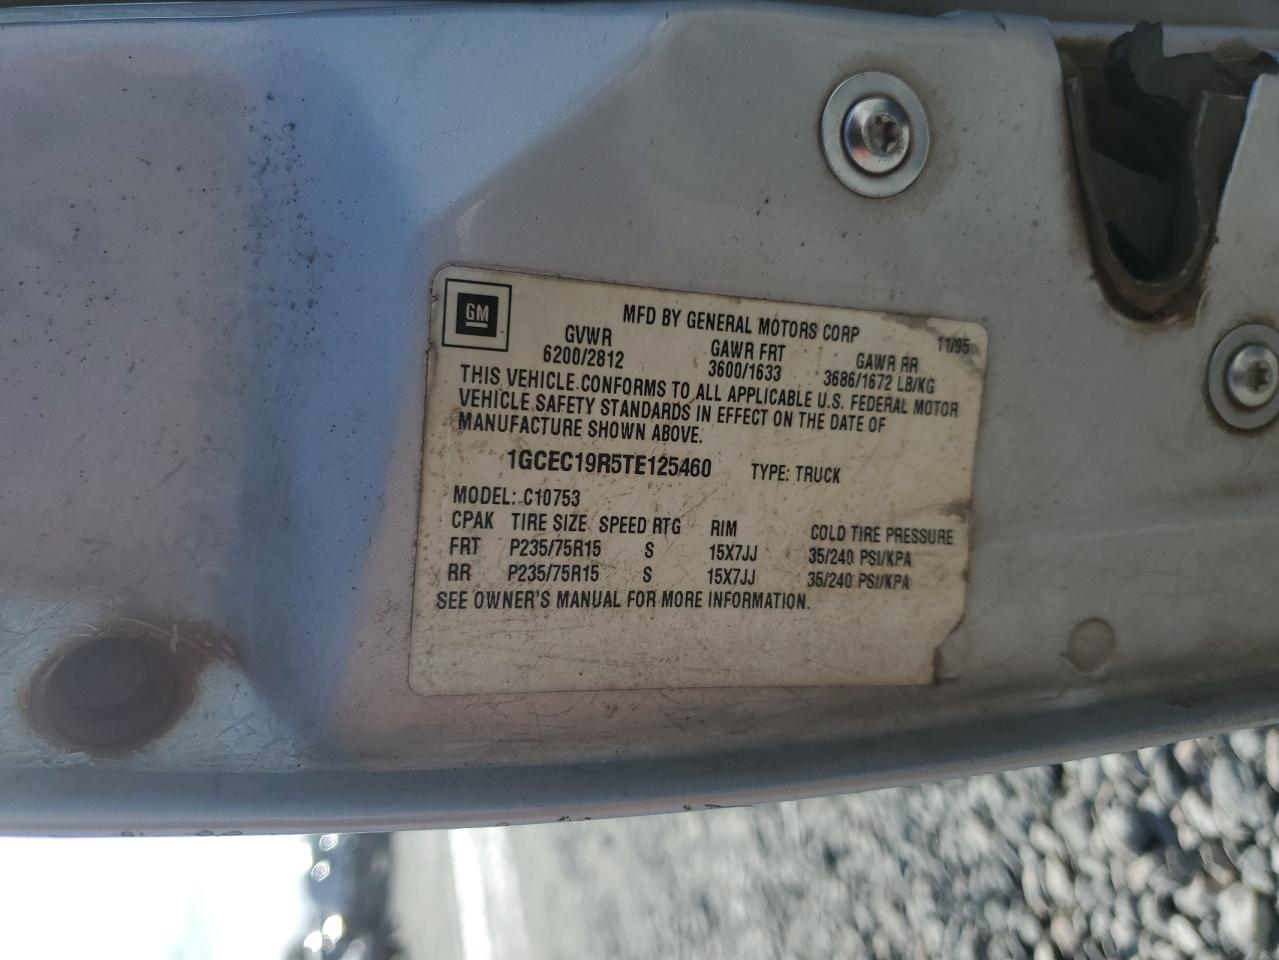 GM
MFD BY GENERAL MOTORS CORP 11/95
GVWR GAWR FRT GAWR RR
6200/2812 3600/1633 3686/1672 LB/KG
THIS VEHICLE CONFORMS TO ALL APPLICABLE U.S. FEDERAL MOTOR
VEHICLE SAFETY STANDARDS IN EFFECT ON THE DATE OF
MANUFACTURE SHOWN ABOVE.
1GCEC19R5TE125460 TYPE: TRUCK
MODEL: C10753
CPAK TIRE SIZE SPEED RTG RIM COLD TIRE PRESSURE
FRT P235/75R15 S 15X7JJ 35/240 PSI/KPA
RR P235/75R15 S 15X7JJ 35/240 PSI/KPA
SEE OWNER'S MANUAL FOR MORE INFORMATION.